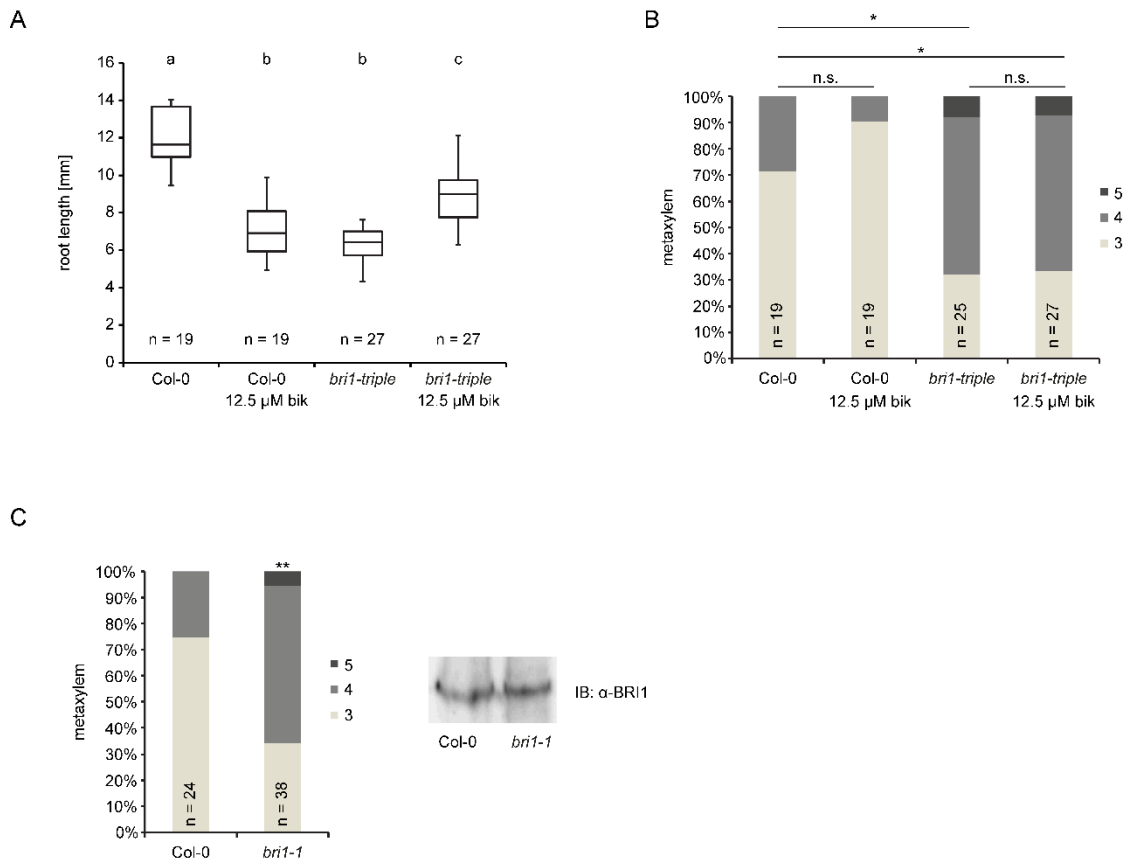 A
root length [mm]
16
14
12
10
8
6
4
2
0
a b b c
n = 19 n = 19 n = 27 n = 27
Col-0 Col-0 bri1-triple bri1-triple
12.5 µM bik 12.5 µM bik
B
*
*
n.s. n.s.
metaxylem
100%
90%
80%
70%
60%
50%
40%
30%
20%
10%
0%
n = 19 n = 19 n = 25 n = 27
5
4
3
Col-0 Col-0 bri1-triple bri1-triple
12.5 µM bik 12.5 µM bik
C
metaxylem
100%
90%
80%
70%
60%
50%
40%
30%
20%
10%
0%
**
n = 24 n = 38
5
4
3
Col-0 bri1-1
IB: α-BRI1
Col-0 bri1-1